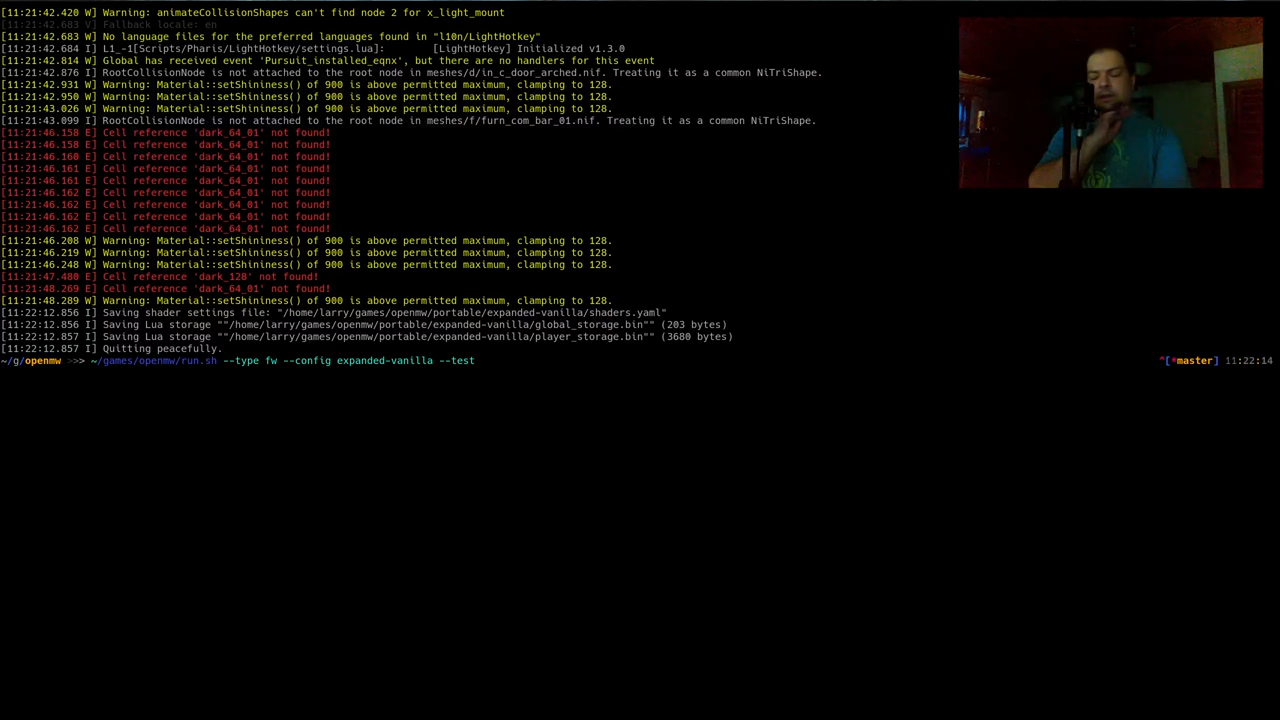 [11:21:42.420 W] Warning: animateCollisionShapes can't find node 2 for x_light_mount
[11:21:42.683 V] Fallback locale: en
[11:21:42.683 W] No language files for the preferred languages found in "l10n/LightHotkey"
[11:21:42.684 I] L1_-1[Scripts/Pharis/LightHotkey/settings.lua]:        [LightHotkey] Initialized v1.3.0
[11:21:42.814 W] Global has received event 'Pursuit_installed_eqnx', but there are no handlers for this event
[11:21:42.876 I] RootCollisionNode is not attached to the root node in meshes/d/in_c_door_arched.nif. Treating it as a common NiTriShape.
[11:21:42.931 W] Warning: Material::setShininess() of 900 is above permitted maximum, clamping to 128.
[11:21:42.950 W] Warning: Material::setShininess() of 900 is above permitted maximum, clamping to 128.
[11:21:43.026 W] Warning: Material::setShininess() of 900 is above permitted maximum, clamping to 128.
[11:21:43.099 I] RootCollisionNode is not attached to the root node in meshes/f/furn_com_bar_01.nif. Treating it as a common NiTriShape.
[11:21:46.158 E] Cell reference 'dark_64_01' not found!
[11:21:46.158 E] Cell reference 'dark_64_01' not found!
[11:21:46.160 E] Cell reference 'dark_64_01' not found!
[11:21:46.161 E] Cell reference 'dark_64_01' not found!
[11:21:46.161 E] Cell reference 'dark_64_01' not found!
[11:21:46.162 E] Cell reference 'dark_64_01' not found!
[11:21:46.162 E] Cell reference 'dark_64_01' not found!
[11:21:46.162 E] Cell reference 'dark_64_01' not found!
[11:21:46.162 E] Cell reference 'dark_64_01' not found!
[11:21:46.208 W] Warning: Material::setShininess() of 900 is above permitted maximum, clamping to 128.
[11:21:46.219 W] Warning: Material::setShininess() of 900 is above permitted maximum, clamping to 128.
[11:21:46.248 W] Warning: Material::setShininess() of 900 is above permitted maximum, clamping to 128.
[11:21:47.480 E] Cell reference 'dark_128' not found!
[11:21:48.269 E] Cell reference 'dark_64_01' not found!
[11:21:48.289 W] Warning: Material::setShininess() of 900 is above permitted maximum, clamping to 128.
[11:22:12.856 I] Saving shader settings file: "/home/larry/games/openmw/portable/expanded-vanilla/shaders.yaml"
[11:22:12.856 I] Saving Lua storage ""/home/larry/games/openmw/portable/expanded-vanilla/global_storage.bin"" (203 bytes)
[11:22:12.857 I] Saving Lua storage ""/home/larry/games/openmw/portable/expanded-vanilla/player_storage.bin"" (3680 bytes)
[11:22:12.857 I] Quitting peacefully.
~/g/openmw >>> ~/games/openmw/run.sh --type fw --config expanded-vanilla --test ^[*master] 11:22:14